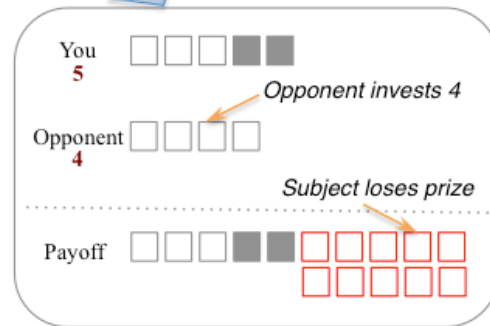 You
5
Opponent invests 4
Opponent
4
Subject loses prize
Payoff